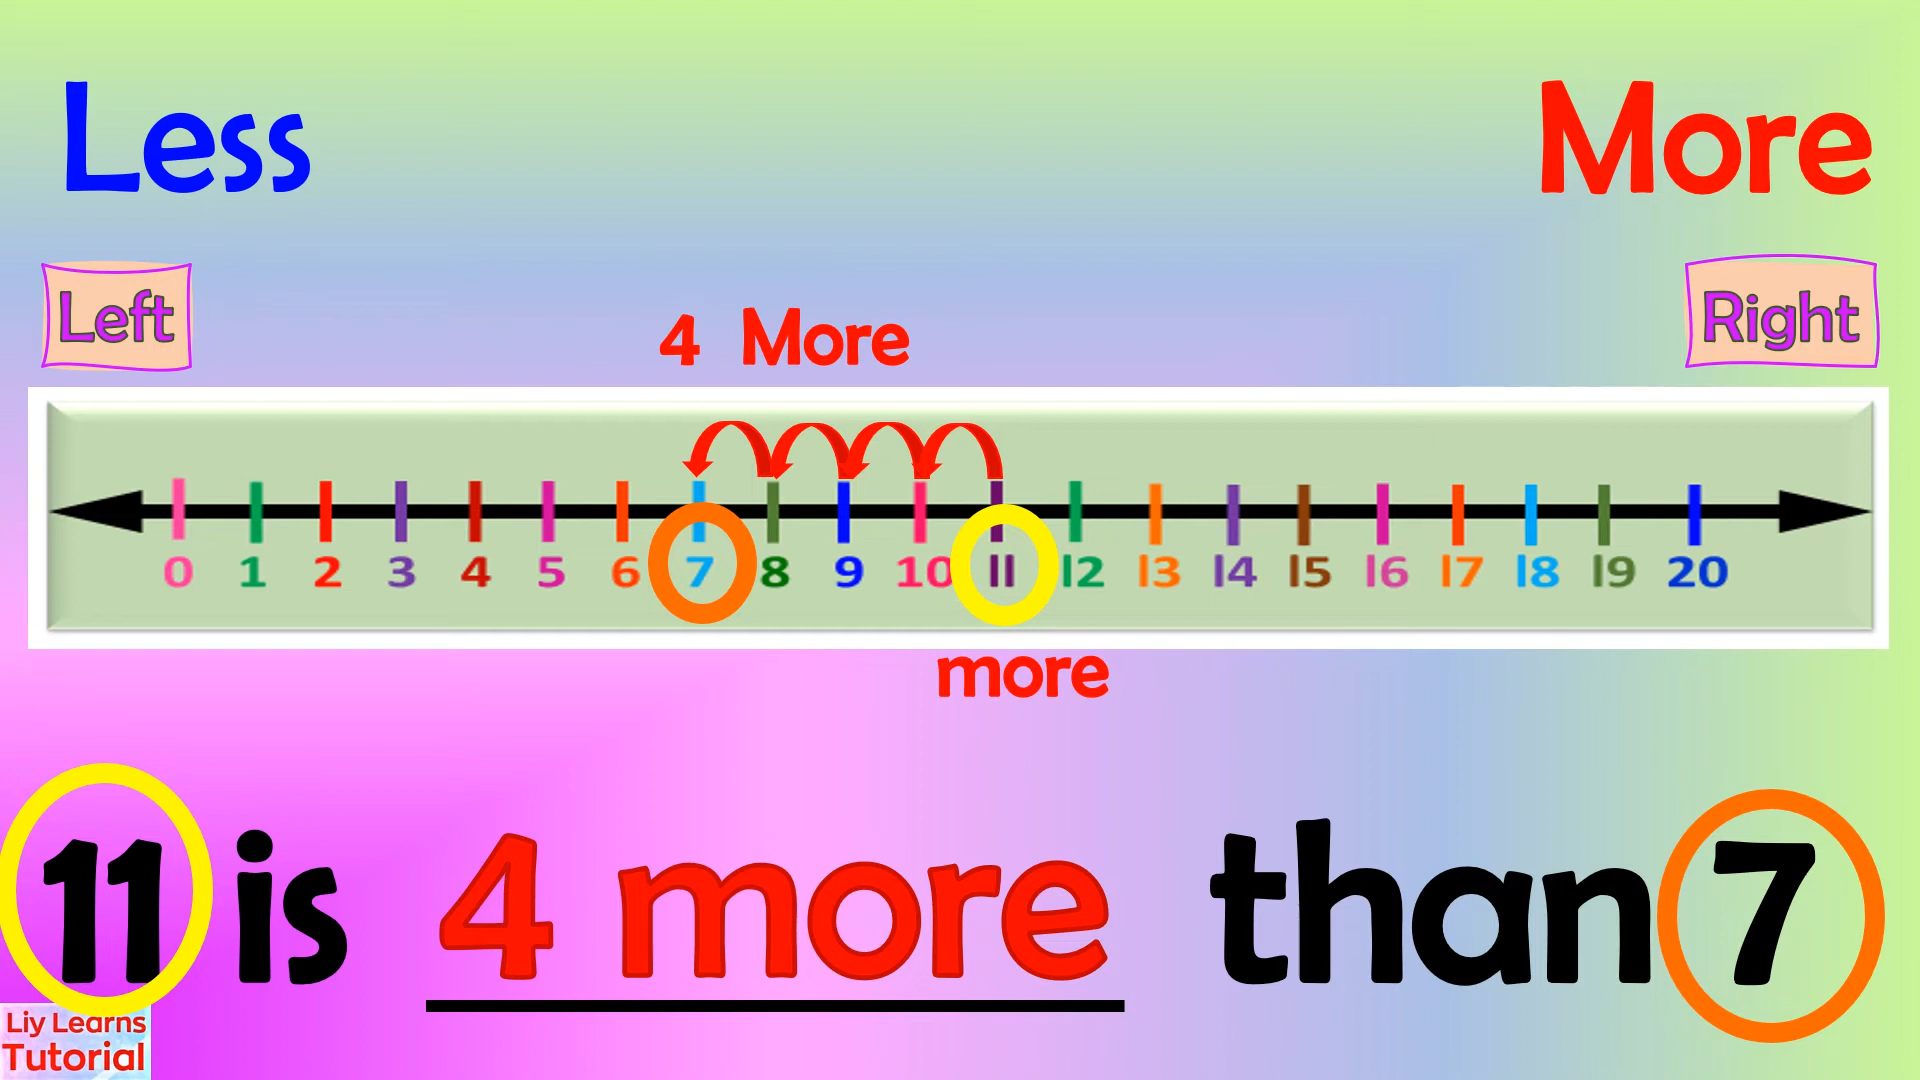 Less More
Left Right
4 More
0 1 2 3 4 5 6 7 8 9 10 11 12 13 14 15 16 17 18 19 20
more
11 is 4 more than 7
Liy Learns
Tutorial